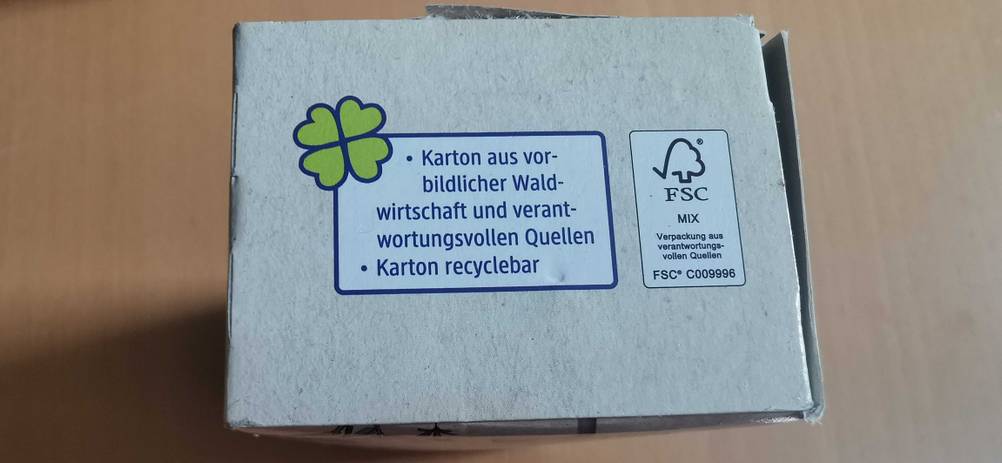 • Karton aus vor-
bildlicher Wald-
wirtschaft und verant-
wortungsvollen Quellen
• Karton recyclebar
®
FSC
MIX
Verpackung aus
verantwortungs-
vollen Quellen
FSC® C009996